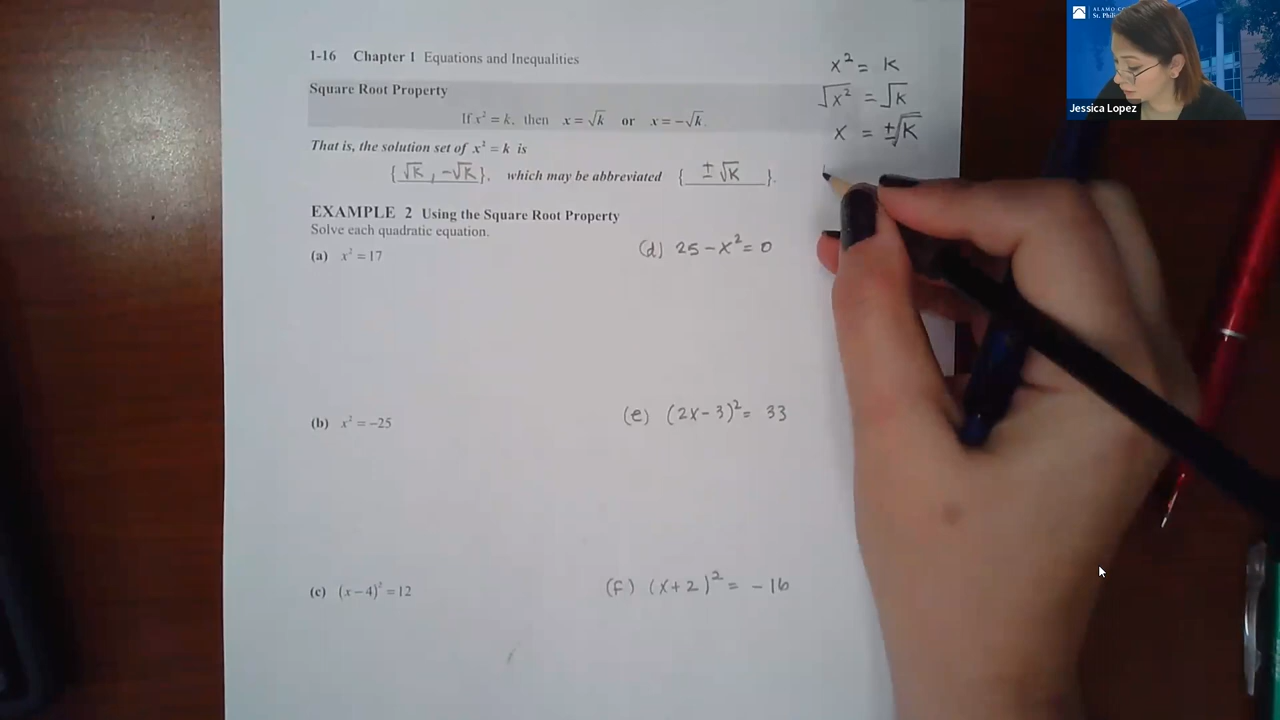 1-16 Chapter 1 Equations and Inequalities
Square Root Property
If x² = k, then x = √k or x = −√k.
That is, the solution set of x² = k is
{ √K , −√K }, which may be abbreviated { ± √K }.
EXAMPLE 2 Using the Square Root Property
Solve each quadratic equation.
(a) x² = 17
(d) 25 − x² = 0
(b) x² = −25
(e) (2x − 3)² = 33
(c) (x − 4)² = 12
(f) (x + 2)² = −16
x² = K
√x² = √K
x = ±√K
ALAMO
St. Phili
Jessica Lopez